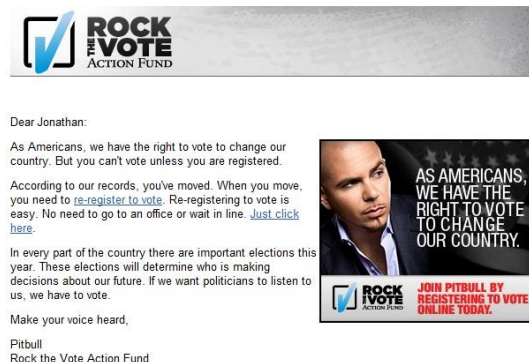 ROCK
THE
VOTE
ACTION FUND
Dear Jonathan:
As Americans, we have the right to vote to change our
country. But you can't vote unless you are registered.
According to our records, you've moved. When you move,
you need to re-register to vote. Re-registering to vote is
easy. No need to go to an office or wait in line. Just click
here.
In every part of the country there are important elections this
year. These elections will determine who is making
decisions about our future. If we want politicians to listen to
us, we have to vote.
Make your voice heard,
Pitbull
Rock the Vote Action Fund
AS AMERICANS,
WE HAVE THE
RIGHT TO VOTE
TO CHANGE
OUR COUNTRY.
ROCK
THE
VOTE
ACTION FUND
JOIN PITBULL BY
REGISTERING TO VOTE
ONLINE TODAY.